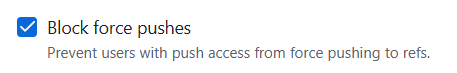 Block force pushes
Prevent users with push access from force pushing to refs.